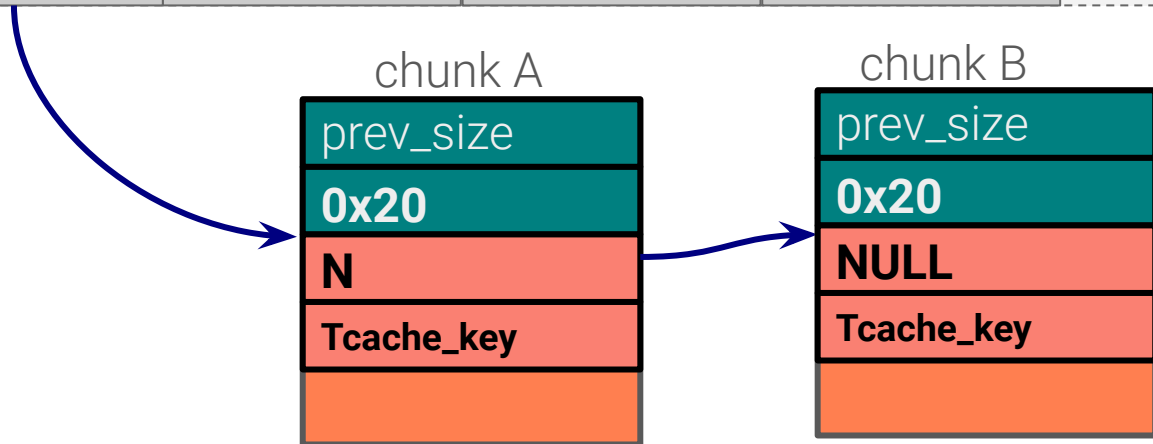 chunk A
prev_size
0x20
N
Tcache_key
chunk B
prev_size
0x20
NULL
Tcache_key